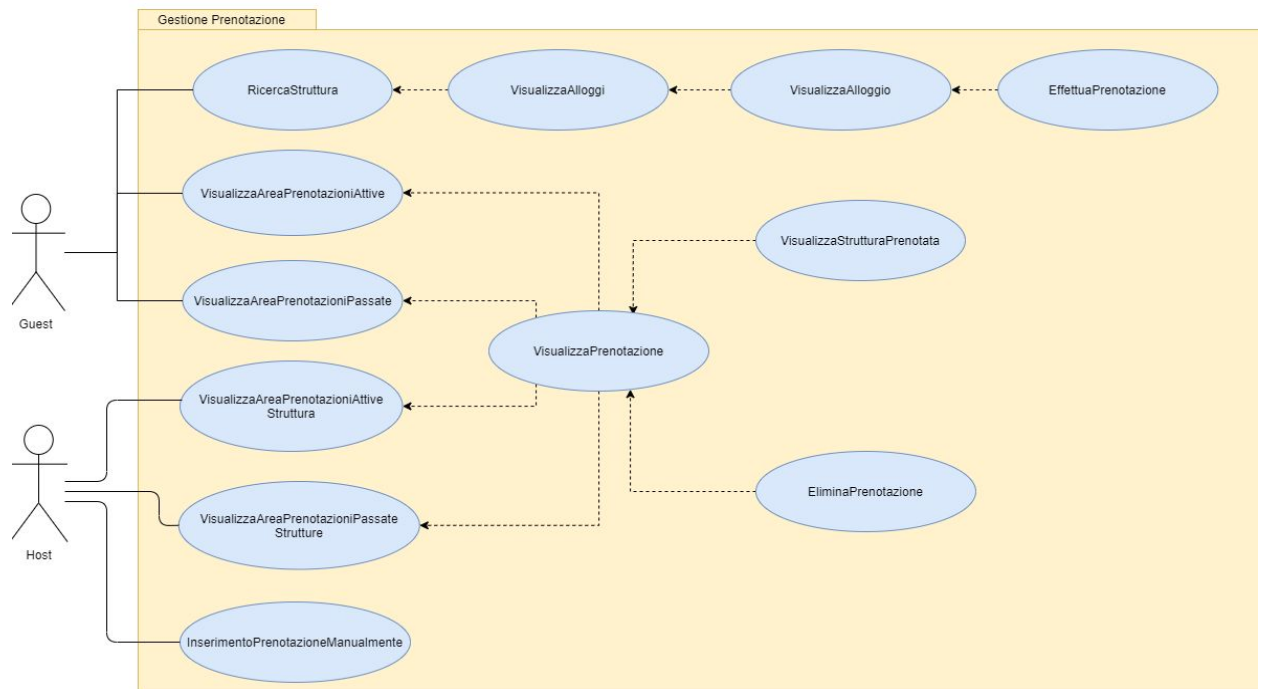 Gestione Prenotazione
RicercaStruttura
VisualizzaAlloggi
VisualizzaAlloggio
EffettuaPrenotazione
VisualizzaAreaPrenotazioniAttive
VisualizzaStrutturaPrenotata
VisualizzaAreaPrenotazioniPassate
Guest
VisualizzaPrenotazione
VisualizzaAreaPrenotazioniAttive
Struttura
EliminaPrenotazione
VisualizzaAreaPrenotazioniPassate
Strutture
Host
InserimentoPrenotazioneManualmente